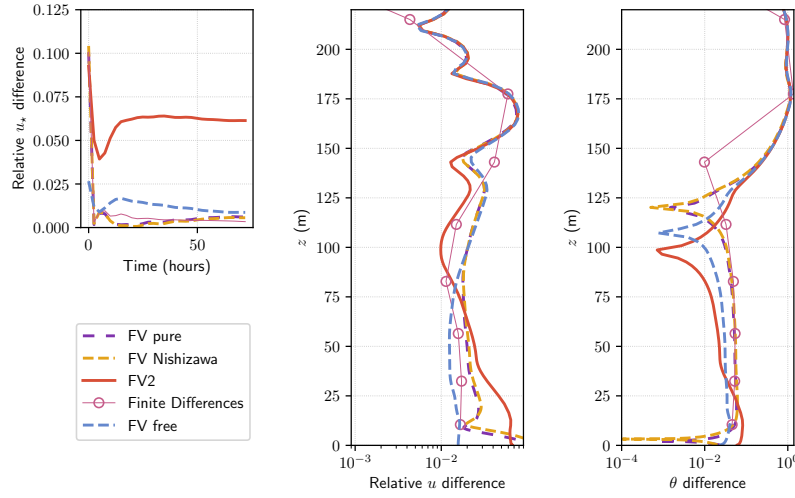 0.125
0.100
0.075
0.050
0.025
0.000
Relative u⋆ difference
0
50
Time (hours)
FV pure
FV Nishizawa
FV2
Finite Differences
FV free
200
175
150
125
100
75
50
25
0
z (m)
10⁻³
10⁻²
Relative u difference
200
175
150
125
100
75
50
25
0
z (m)
10⁻⁴
10⁻²
10⁰
θ difference